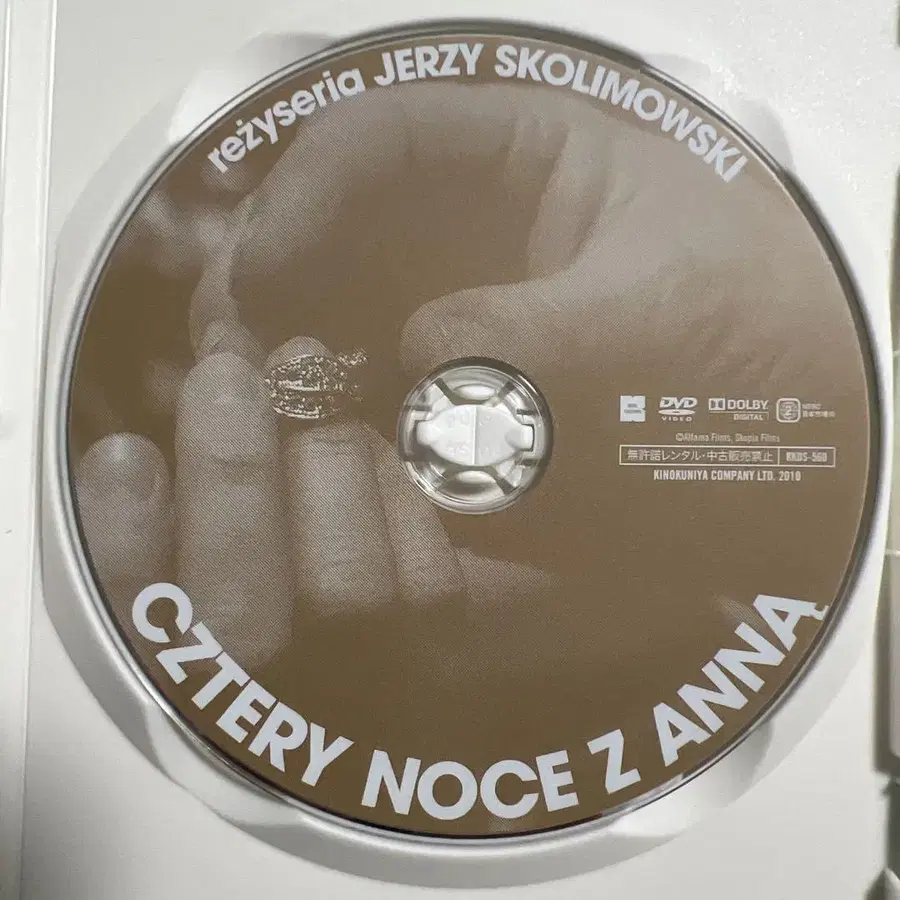 reżyseria JERZY SKOLIMOWSKI
DVD
VIDEO
DOLBY
DIGITAL
2
©Alfama Films, Skopia Films
無許諾レンタル・中古販売禁止
KKDS-560
KINOKUNIYA COMPANY LTD. 2010
CZTERY NOCE Z ANNĄ